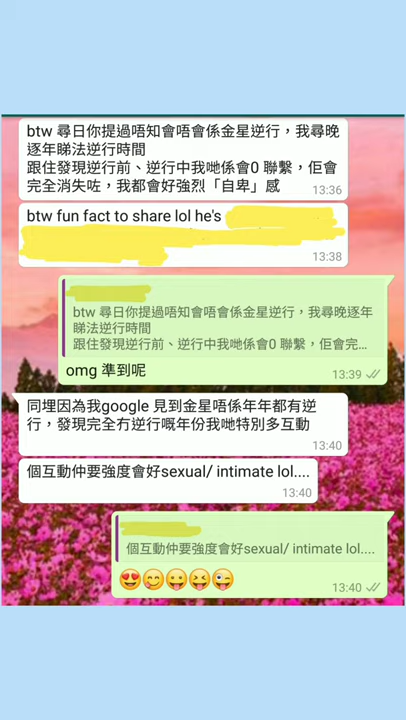 btw 尋日你提過唔知會唔會係金星逆行，我尋晚
逐年睇法逆行時間
跟住發現逆行前、逆行中我哋係會0 聯繫，佢會
完全消失咗，我都會好強烈「自卑」感
13:36
btw fun fact to share lol he's
13:38
btw 尋日你提過唔知會唔會係金星逆行，我尋晚逐年
睇法逆行時間
跟住發現逆行前、逆行中我哋係會0 聯繫，佢會完...
omg 準到呢
13:39
同埋因為我google 見到金星唔係年年都有逆
行，發現完全冇逆行嘅年份我哋特別多互動
13:40
個互動仲要強度會好sexual/ intimate lol....
13:40
個互動仲要強度會好sexual/ intimate lol....
😍😋😛😝😜
13:40